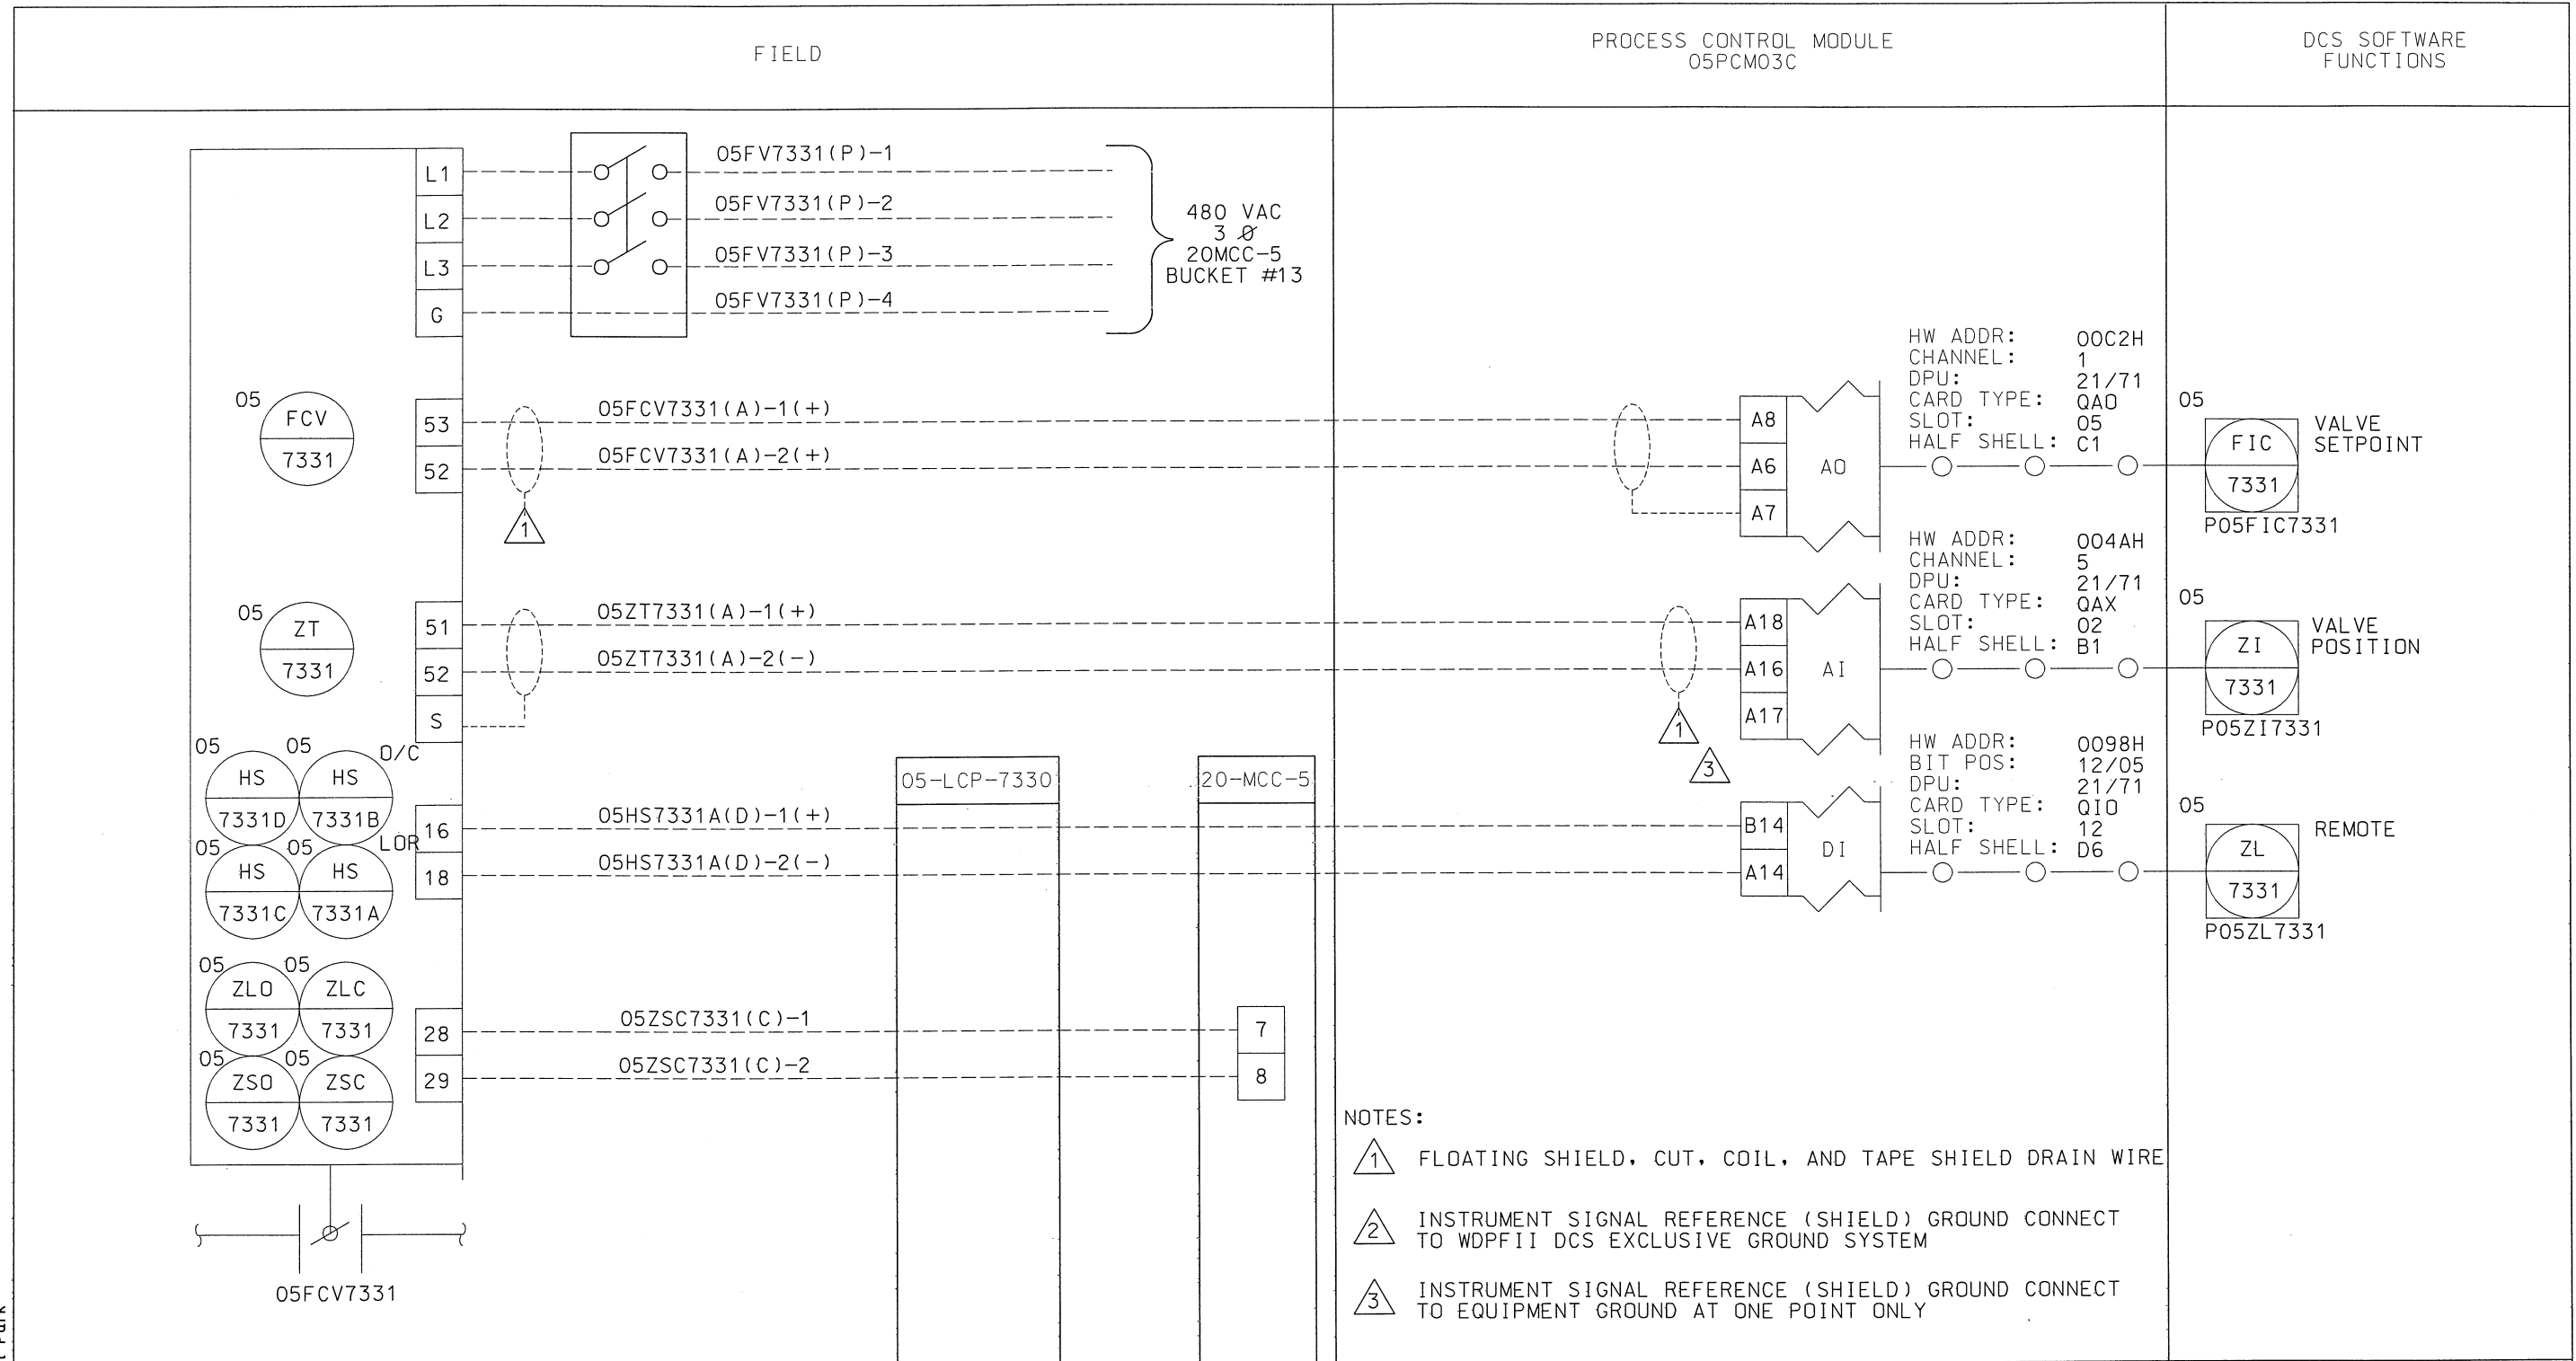 FIELD
PROCESS CONTROL MODULE
05PCM03C
DCS SOFTWARE
FUNCTIONS
L1
L2
L3
G
05FV7331(P)-1
05FV7331(P)-2
05FV7331(P)-3
05FV7331(P)-4
480 VAC
3 Ø
20MCC-5
BUCKET #13
05
FCV
7331
53
52
05FCV7331(A)-1(+)
05FCV7331(A)-2(+)
1
A8
A6
A7
AO
HW ADDR: 00C2H
CHANNEL: 1
DPU: 21/71
CARD TYPE: QAO
SLOT: 05
HALF SHELL: C1
05
FIC
7331
VALVE
SETPOINT
P05FIC7331
05
ZT
7331
51
52
S
05ZT7331(A)-1(+)
05ZT7331(A)-2(-)
1
3
A18
A16
A17
AI
HW ADDR: 004AH
CHANNEL: 5
DPU: 21/71
CARD TYPE: QAX
SLOT: 02
HALF SHELL: B1
05
ZI
7331
VALVE
POSITION
P05ZI7331
05
HS
7331D
05
HS
7331B
O/C
05
HS
7331C
05
HS
7331A
LOR
16
18
05HS7331A(D)-1(+)
05HS7331A(D)-2(-)
05-LCP-7330
20-MCC-5
B14
A14
DI
HW ADDR: 0098H
BIT POS: 12/05
DPU: 21/71
CARD TYPE: QIO
SLOT: 12
HALF SHELL: D6
05
ZL
7331
REMOTE
P05ZL7331
05
ZLO
7331
05
ZLC
7331
05
ZSO
7331
05
ZSC
7331
28
29
05ZSC7331(C)-1
05ZSC7331(C)-2
7
8
05FCV7331
NOTES:
1 FLOATING SHIELD, CUT, COIL, AND TAPE SHIELD DRAIN WIRE
2 INSTRUMENT SIGNAL REFERENCE (SHIELD) GROUND CONNECT
TO WDPFII DCS EXCLUSIVE GROUND SYSTEM
3 INSTRUMENT SIGNAL REFERENCE (SHIELD) GROUND CONNECT
TO EQUIPMENT GROUND AT ONE POINT ONLY